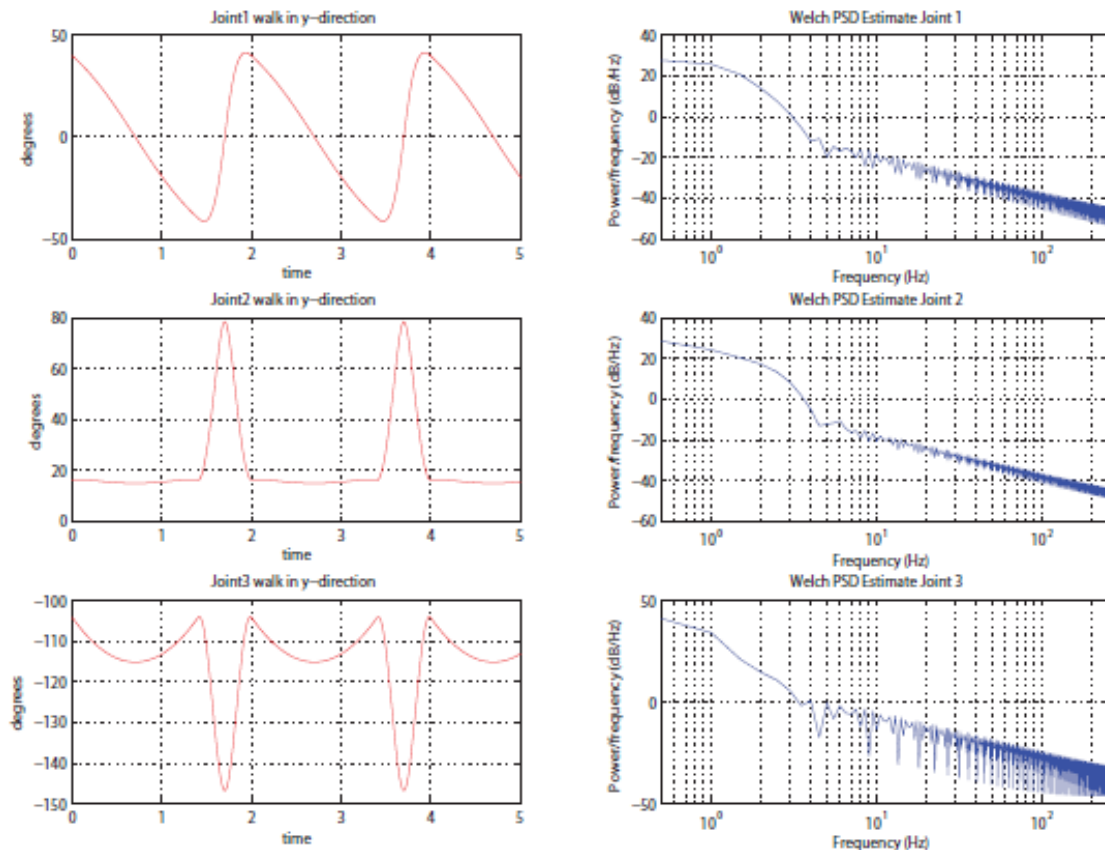 Joint1 walk in y–direction
Welch PSD Estimate Joint 1
degrees
50
0
−50
0 1 2 3 4 5
time
Power/frequency (dB/Hz)
40
20
0
−20
−40
−60
10⁰ 10¹ 10²
Frequency (Hz)
Joint2 walk in y–direction
Welch PSD Estimate Joint 2
degrees
80
60
40
20
0
0 1 2 3 4 5
time
Power/frequency (dB/Hz)
40
20
0
−20
−40
−60
10⁰ 10¹ 10²
Frequency (Hz)
Joint3 walk in y–direction
Welch PSD Estimate Joint 3
degrees
−100
−110
−120
−130
−140
−150
0 1 2 3 4 5
time
Power/frequency (dB/Hz)
50
0
−50
10⁰ 10¹ 10²
Frequency (Hz)